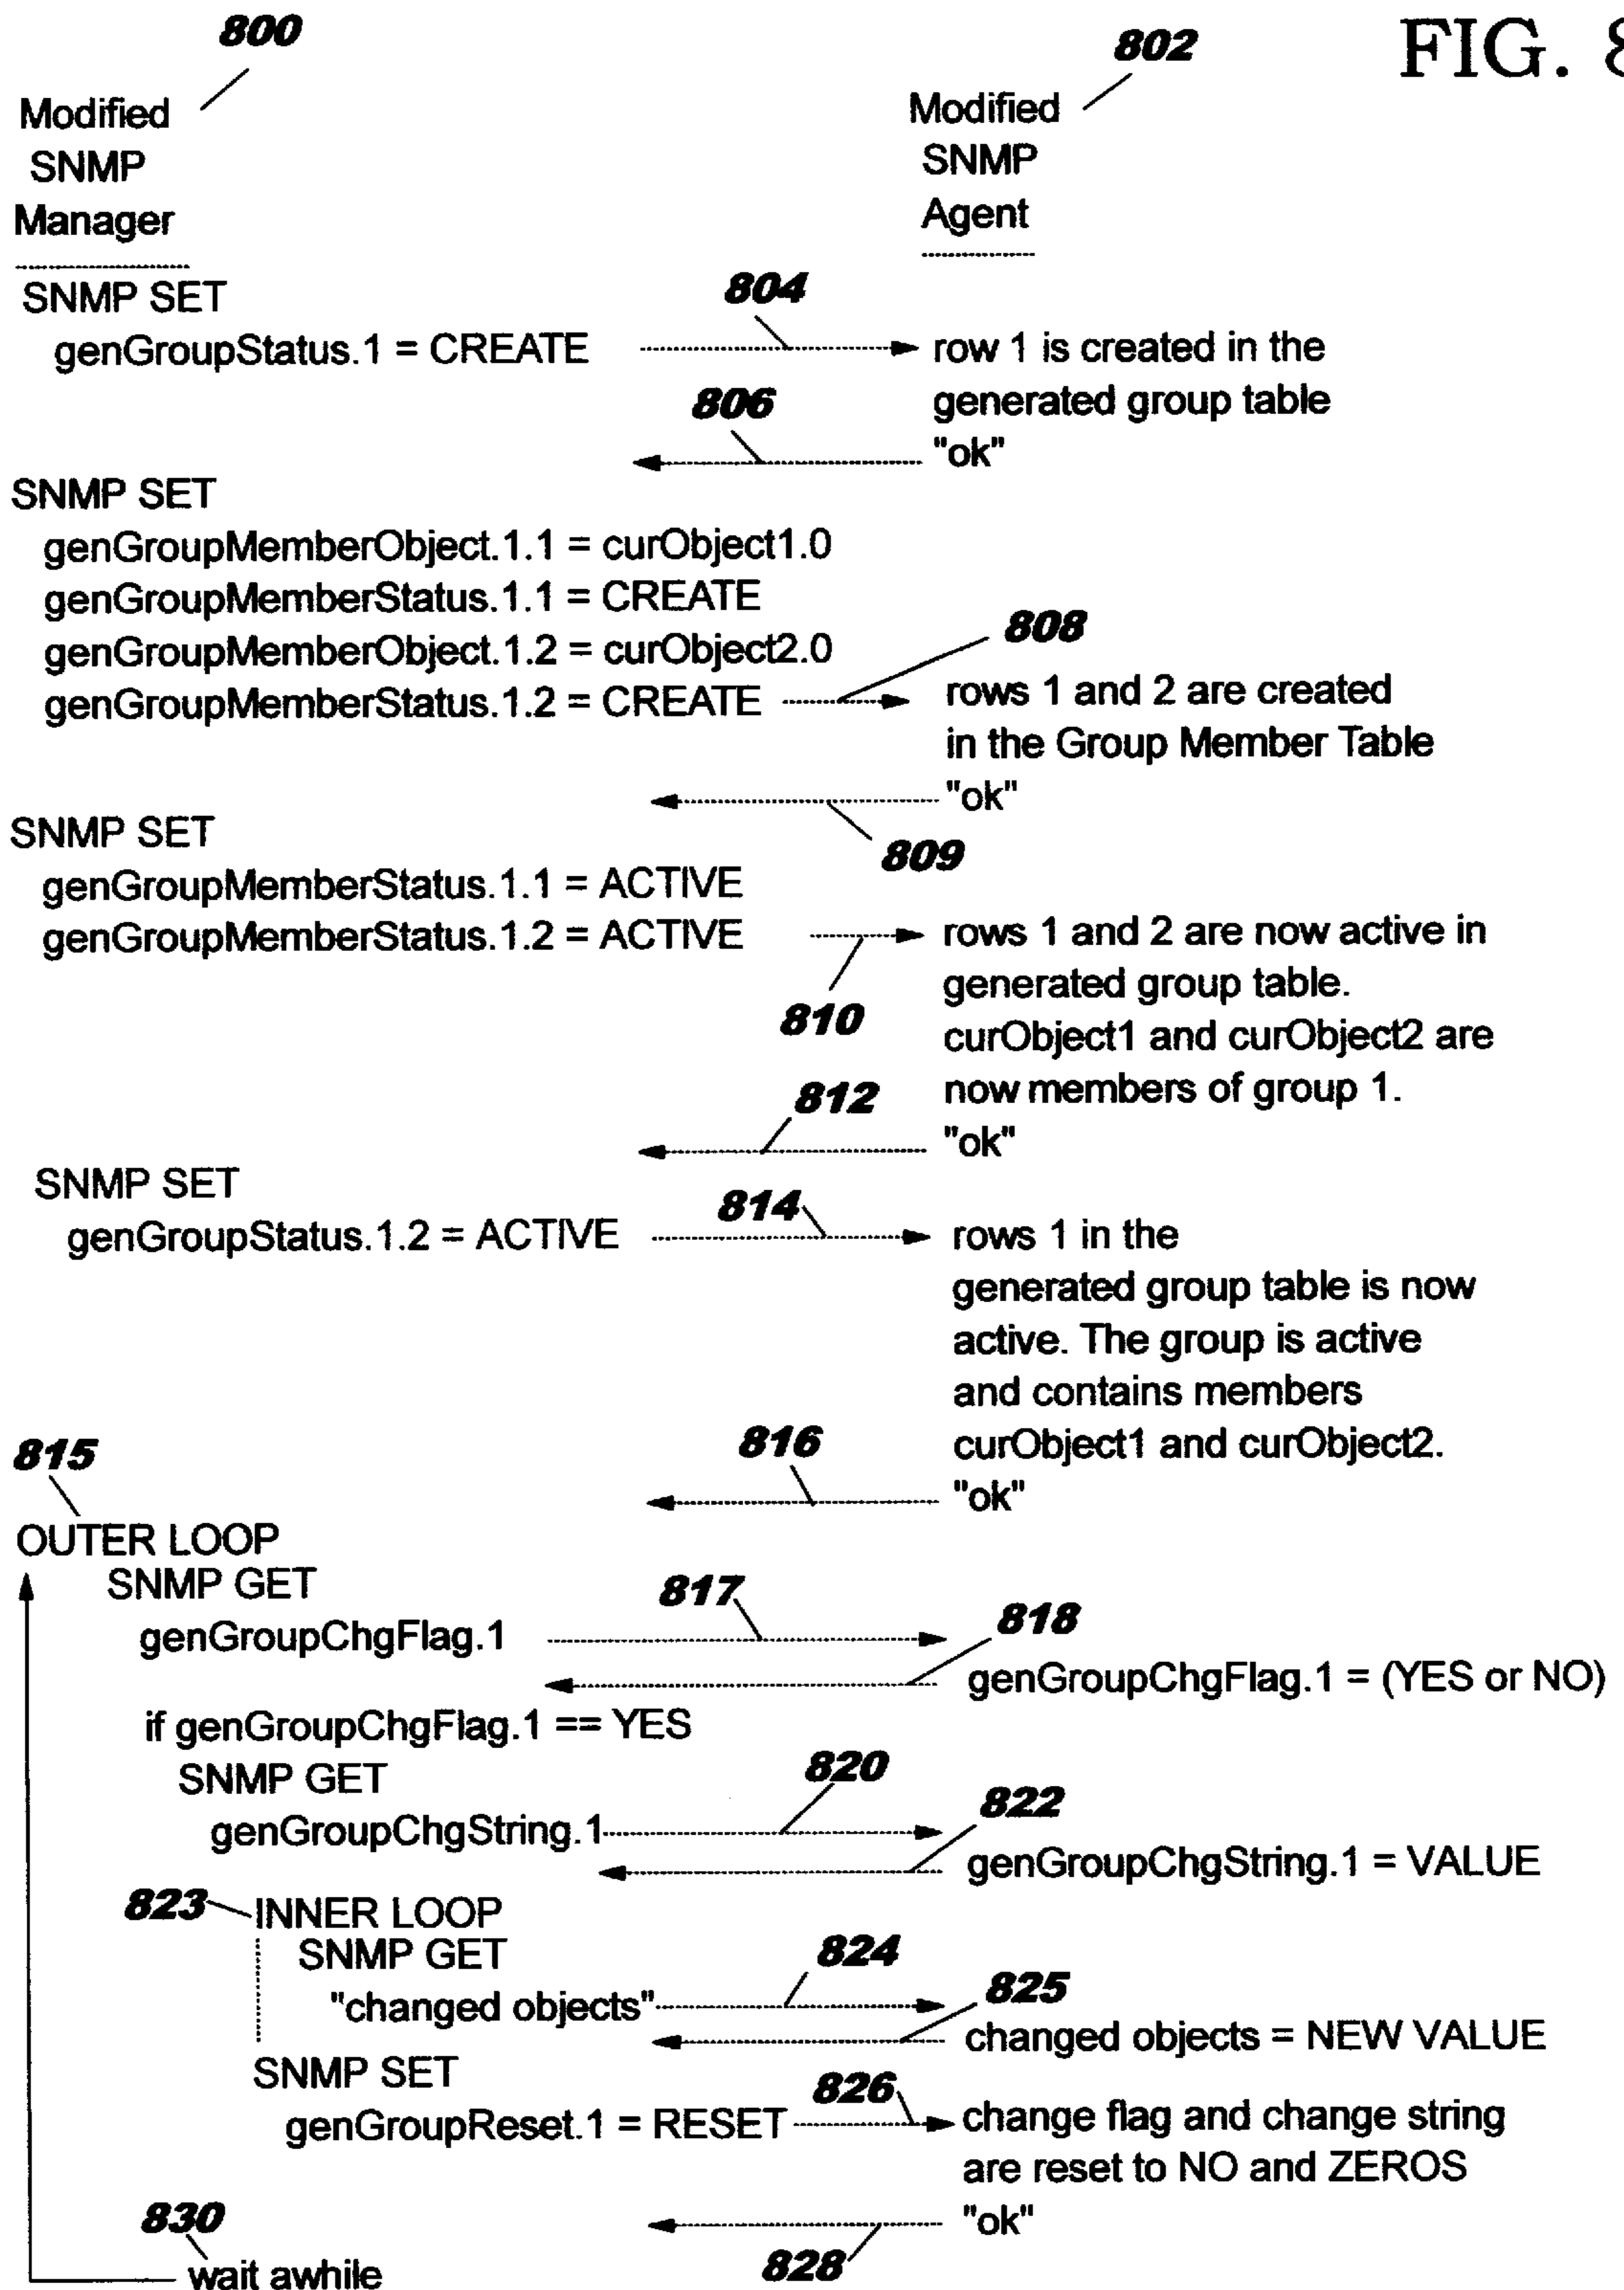 FIG. 8
800
802
Modified
SNMP
Manager
Modified
SNMP
Agent
SNMP SET
804
genGroupStatus.1 = CREATE
row 1 is created in the
generated group table
806
"ok"
SNMP SET
genGroupMemberObject.1.1 = curObject1.0
genGroupMemberStatus.1.1 = CREATE
genGroupMemberObject.1.2 = curObject2.0
genGroupMemberStatus.1.2 = CREATE
808
rows 1 and 2 are created
in the Group Member Table
"ok"
809
SNMP SET
genGroupMemberStatus.1.1 = ACTIVE
genGroupMemberStatus.1.2 = ACTIVE
810
rows 1 and 2 are now active in
generated group table.
curObject1 and curObject2 are
now members of group 1.
812
"ok"
SNMP SET
genGroupStatus.1.2 = ACTIVE
814
rows 1 in the
generated group table is now
active. The group is active
and contains members
curObject1 and curObject2.
816
"ok"
815
OUTER LOOP
SNMP GET
genGroupChgFlag.1
817
818
genGroupChgFlag.1 = (YES or NO)
if genGroupChgFlag.1 == YES
SNMP GET
genGroupChgString.1
820
822
genGroupChgString.1 = VALUE
823
INNER LOOP
SNMP GET
"changed objects"
824
825
changed objects = NEW VALUE
SNMP SET
genGroupReset.1 = RESET
826
change flag and change string
are reset to NO and ZEROS
"ok"
828
830
wait awhile